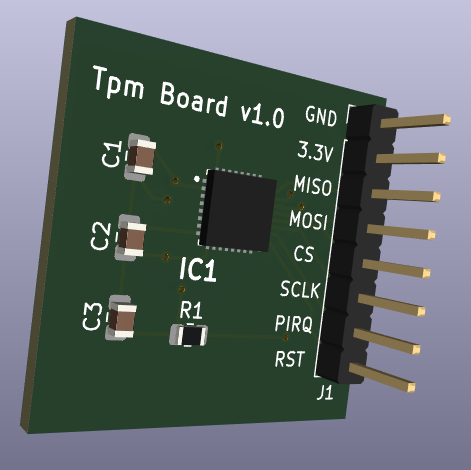 Tpm Board v1.0
GND
3.3V
C1
MISO
MOSI
C2
CS
IC1
SCLK
C3
R1
PIRQ
RST
J1